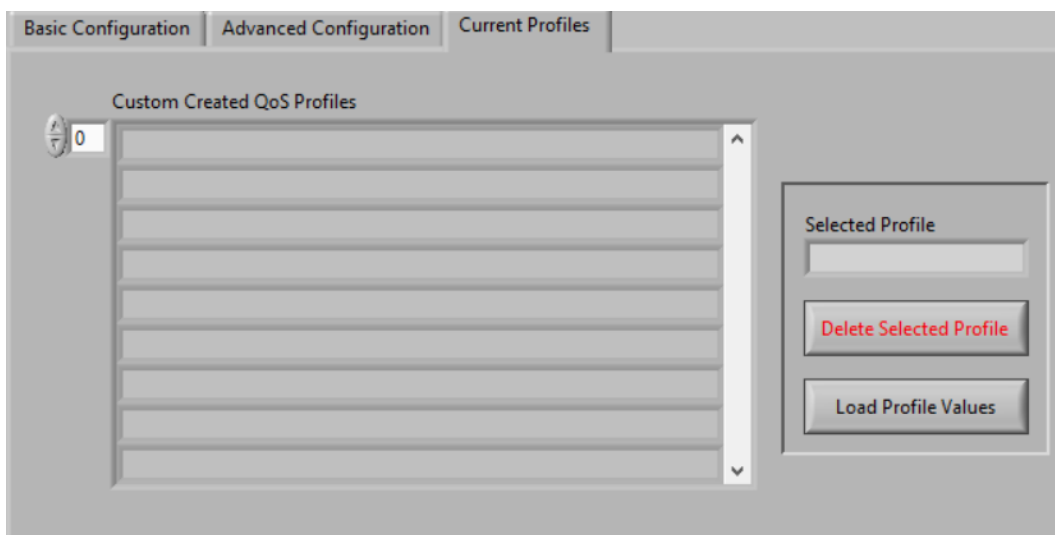 Basic Configuration
Advanced Configuration
Current Profiles
Custom Created QoS Profiles
0
Selected Profile
Delete Selected Profile
Load Profile Values